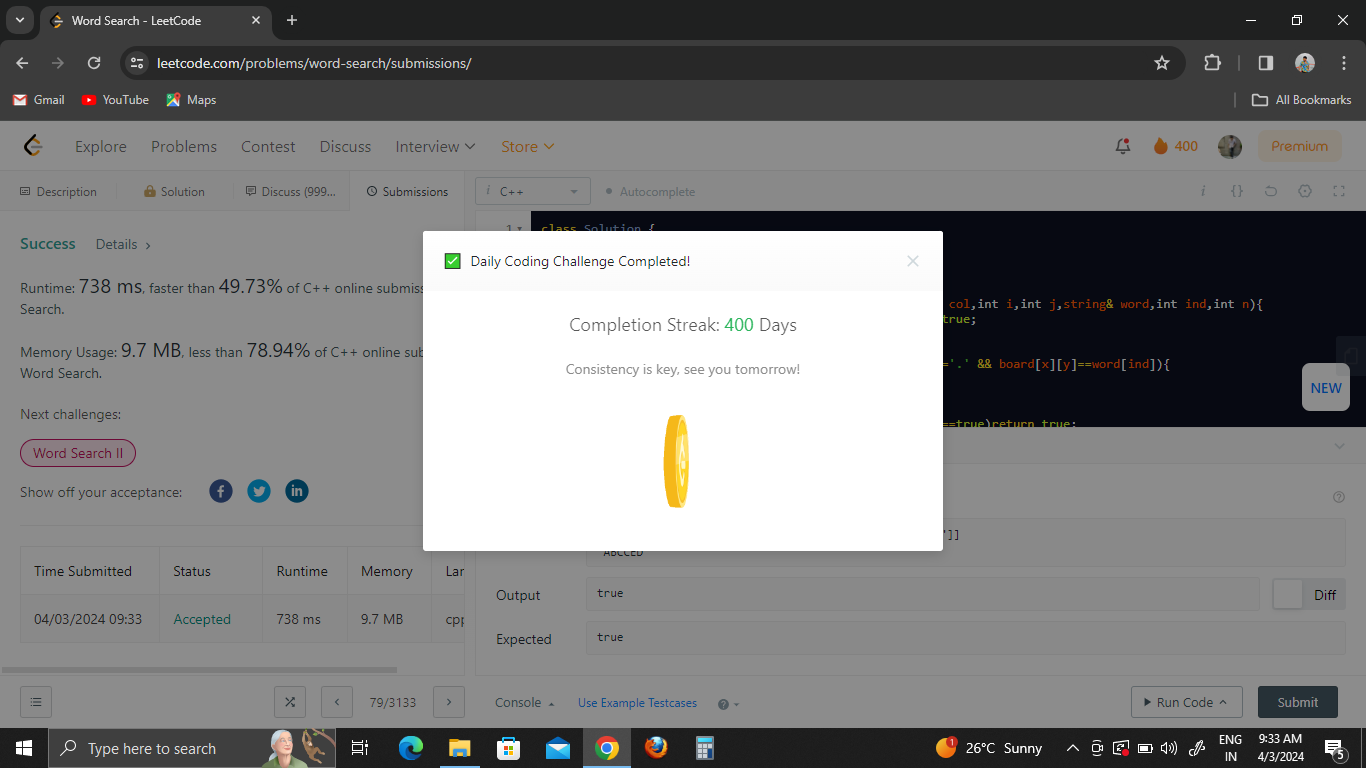 Word Search - LeetCode
leetcode.com/problems/word-search/submissions/
Gmail YouTube Maps All Bookmarks
Explore Problems Contest Discuss Interview Store 400 Premium
Description Solution Discuss (999... Submissions
i C++ Autocomplete i {}
Success Details
Runtime: 738 ms, faster than 49.73% of C++ online submiss
Search.
Memory Usage: 9.7 MB, less than 78.94% of C++ online sub
Word Search.
Next challenges:
Word Search II
Show off your acceptance:
Time Submitted Status Runtime Memory Lar
04/03/2024 09:33 Accepted 738 ms 9.7 MB cpp
1 class Solution {
col,int i,int j,string& word,int ind,int n){
true;
='.' && board[x][y]==word[ind]){
==true)return true;
NEW
Daily Coding Challenge Completed!
Completion Streak: 400 Days
Consistency is key, see you tomorrow!
"]]
"ABCCED"
Output true Diff
Expected true
79/3133
Console Use Example Testcases ? Run Code Submit
Type here to search
1 26°C Sunny
ENG
IN
9:33 AM
4/3/2024
5